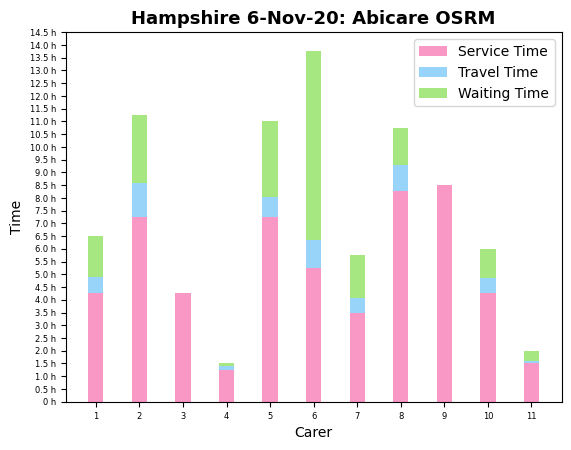 Hampshire 6-Nov-20: Abicare OSRM
14.5 h
14.0 h
13.5 h
13.0 h
12.5 h
12.0 h
11.5 h
11.0 h
10.5 h
10.0 h
9.5 h
9.0 h
8.5 h
8.0 h
7.5 h
7.0 h
6.5 h
6.0 h
5.5 h
5.0 h
4.5 h
4.0 h
3.5 h
3.0 h
2.5 h
2.0 h
1.5 h
1.0 h
0.5 h
0 h
Time
Service Time
Travel Time
Waiting Time
1 2 3 4 5 6 7 8 9 10 11
Carer